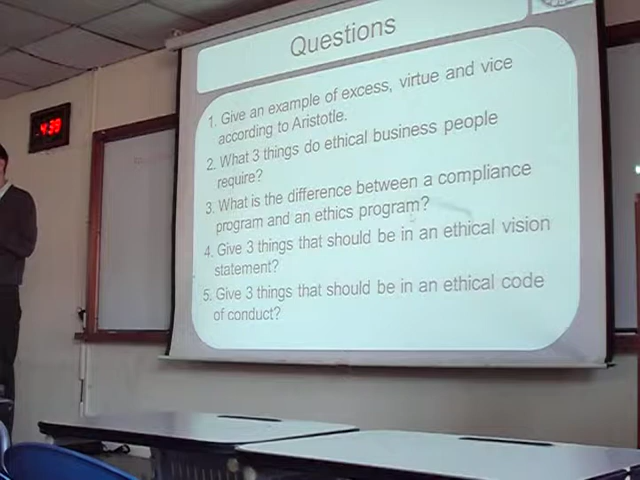 Questions
4:38
1. Give an example of excess, virtue and vice
according to Aristotle.
2. What 3 things do ethical business people
require?
3. What is the difference between a compliance
program and an ethics program?
4. Give 3 things that should be in an ethical vision
statement?
5. Give 3 things that should be in an ethical code
of conduct?